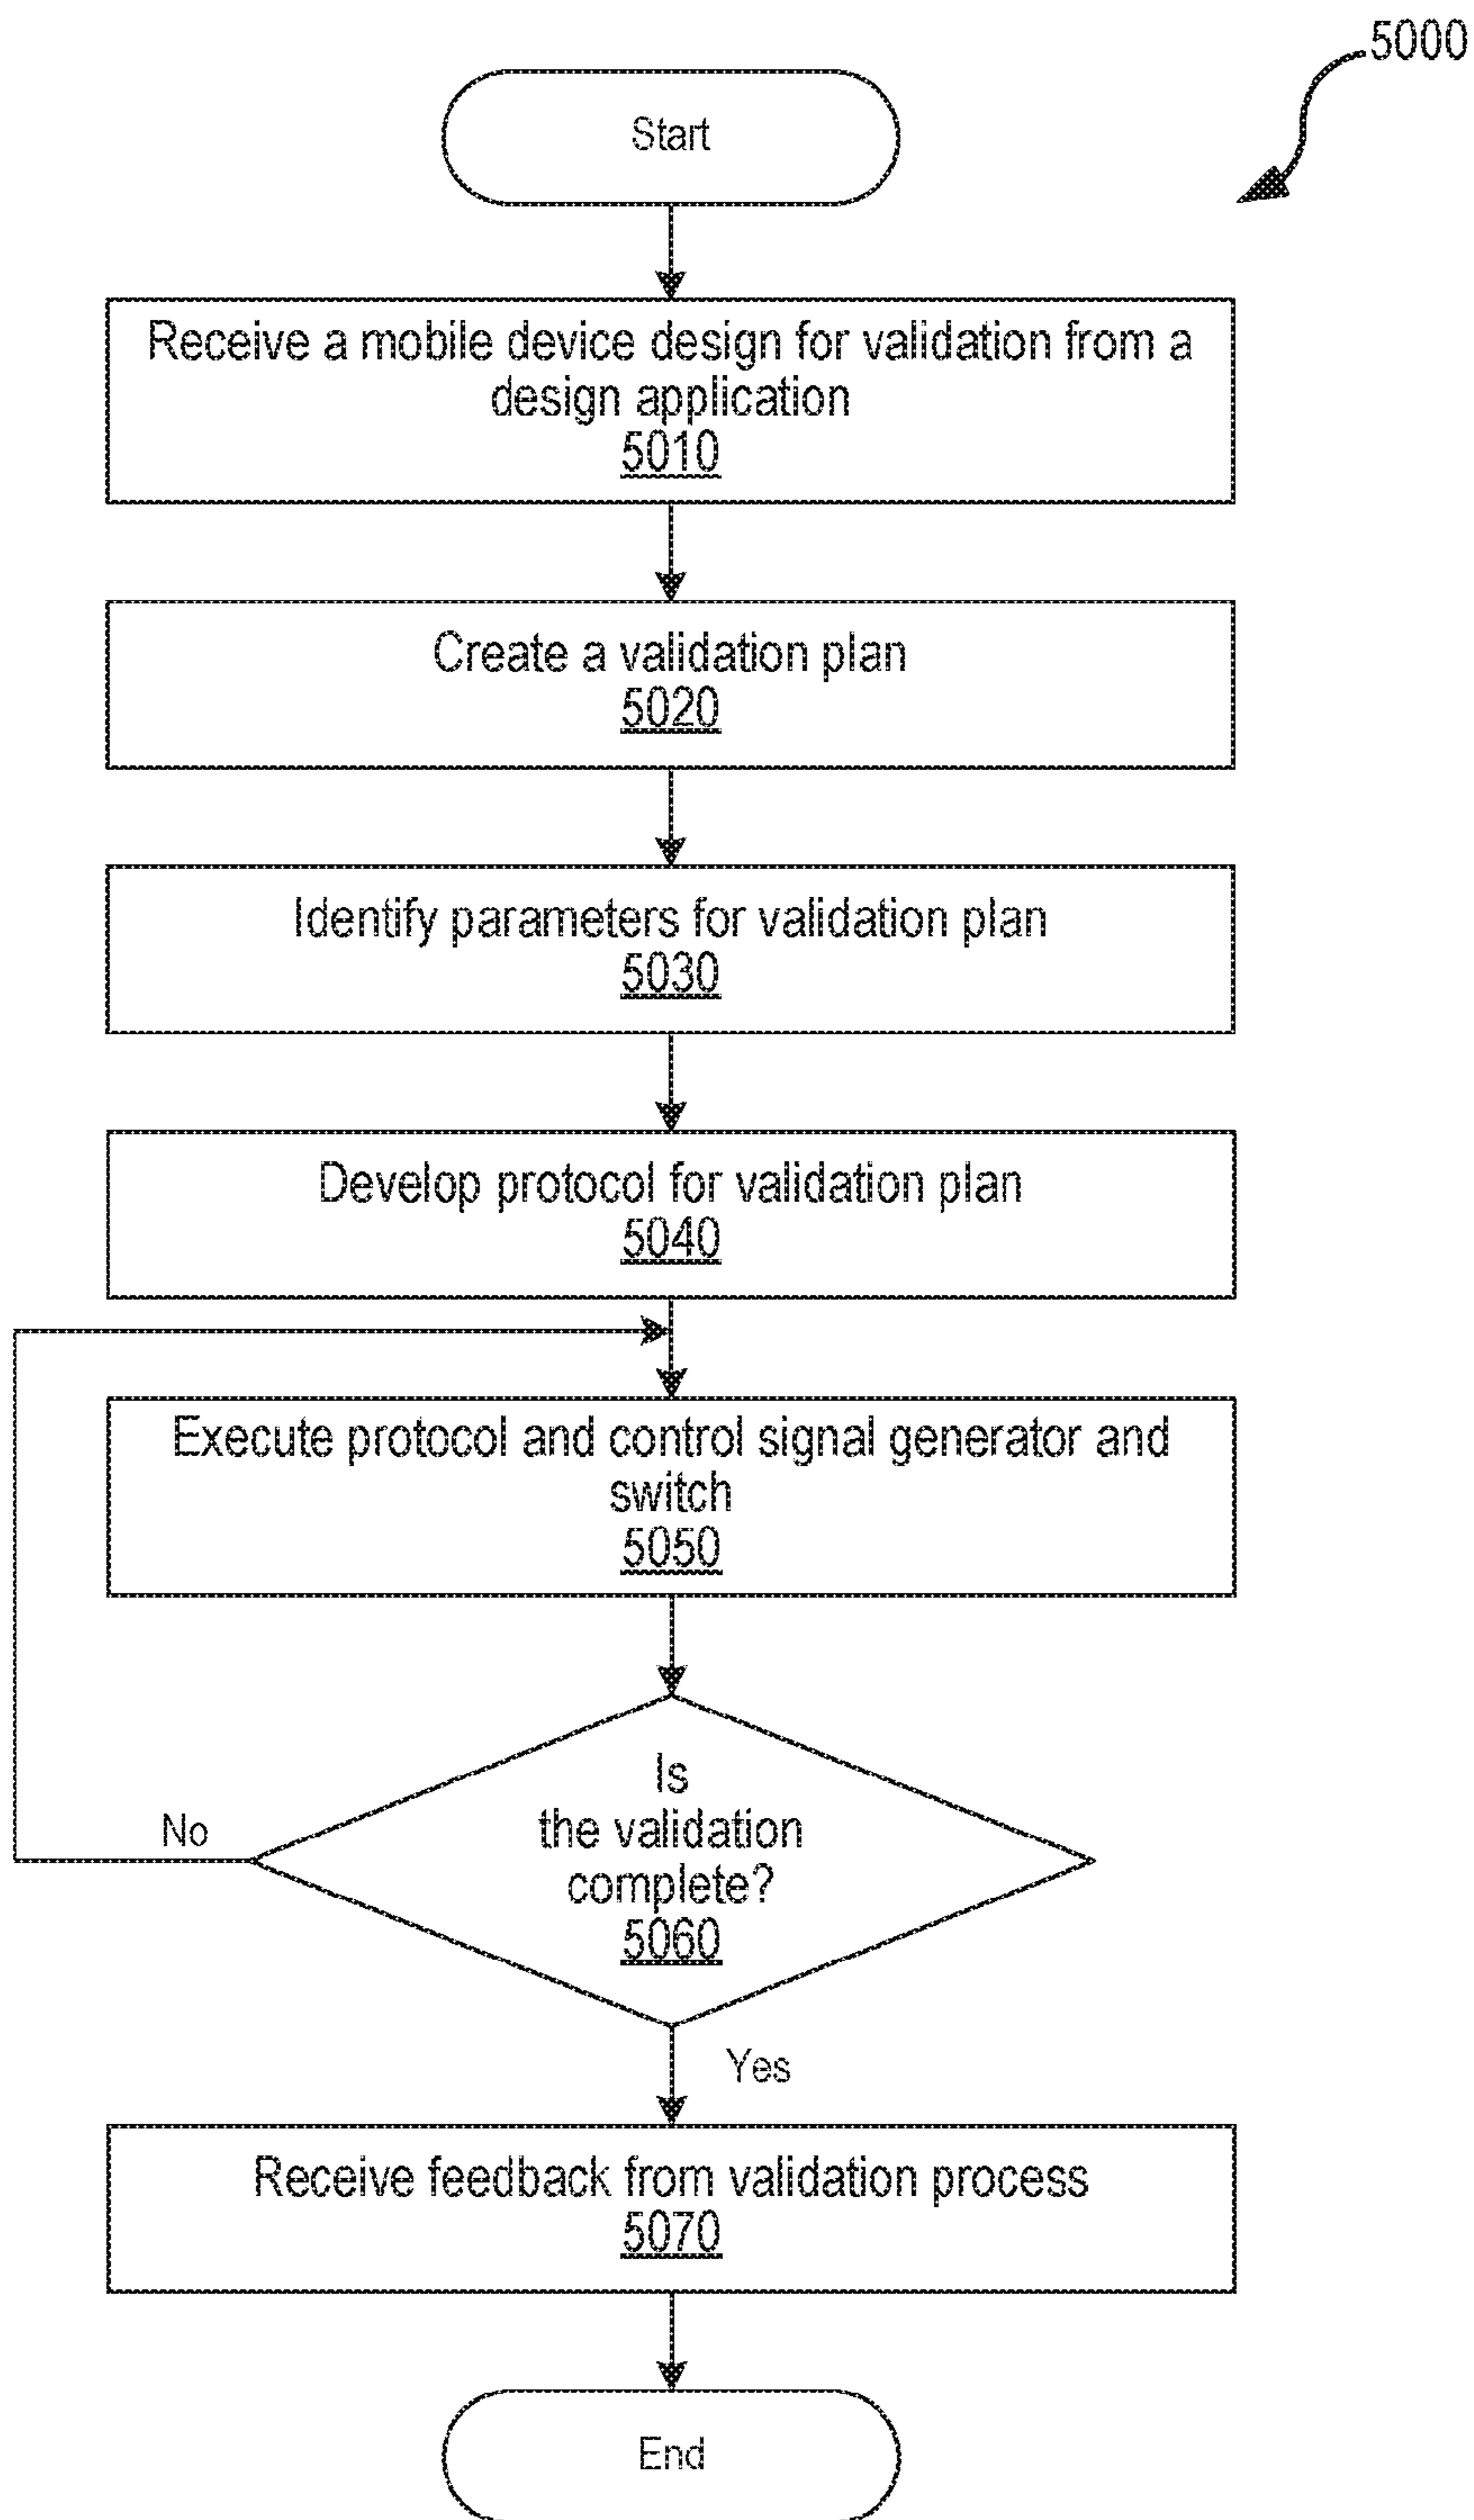 5000
Start
Receive a mobile device design for validation from a
design application
5010
Create a validation plan
5020
Identify parameters for validation plan
5030
Develop protocol for validation plan
5040
Execute protocol and control signal generator and
switch
5050
Is
the validation
complete?
5060
No
Yes
Receive feedback from validation process
5070
End